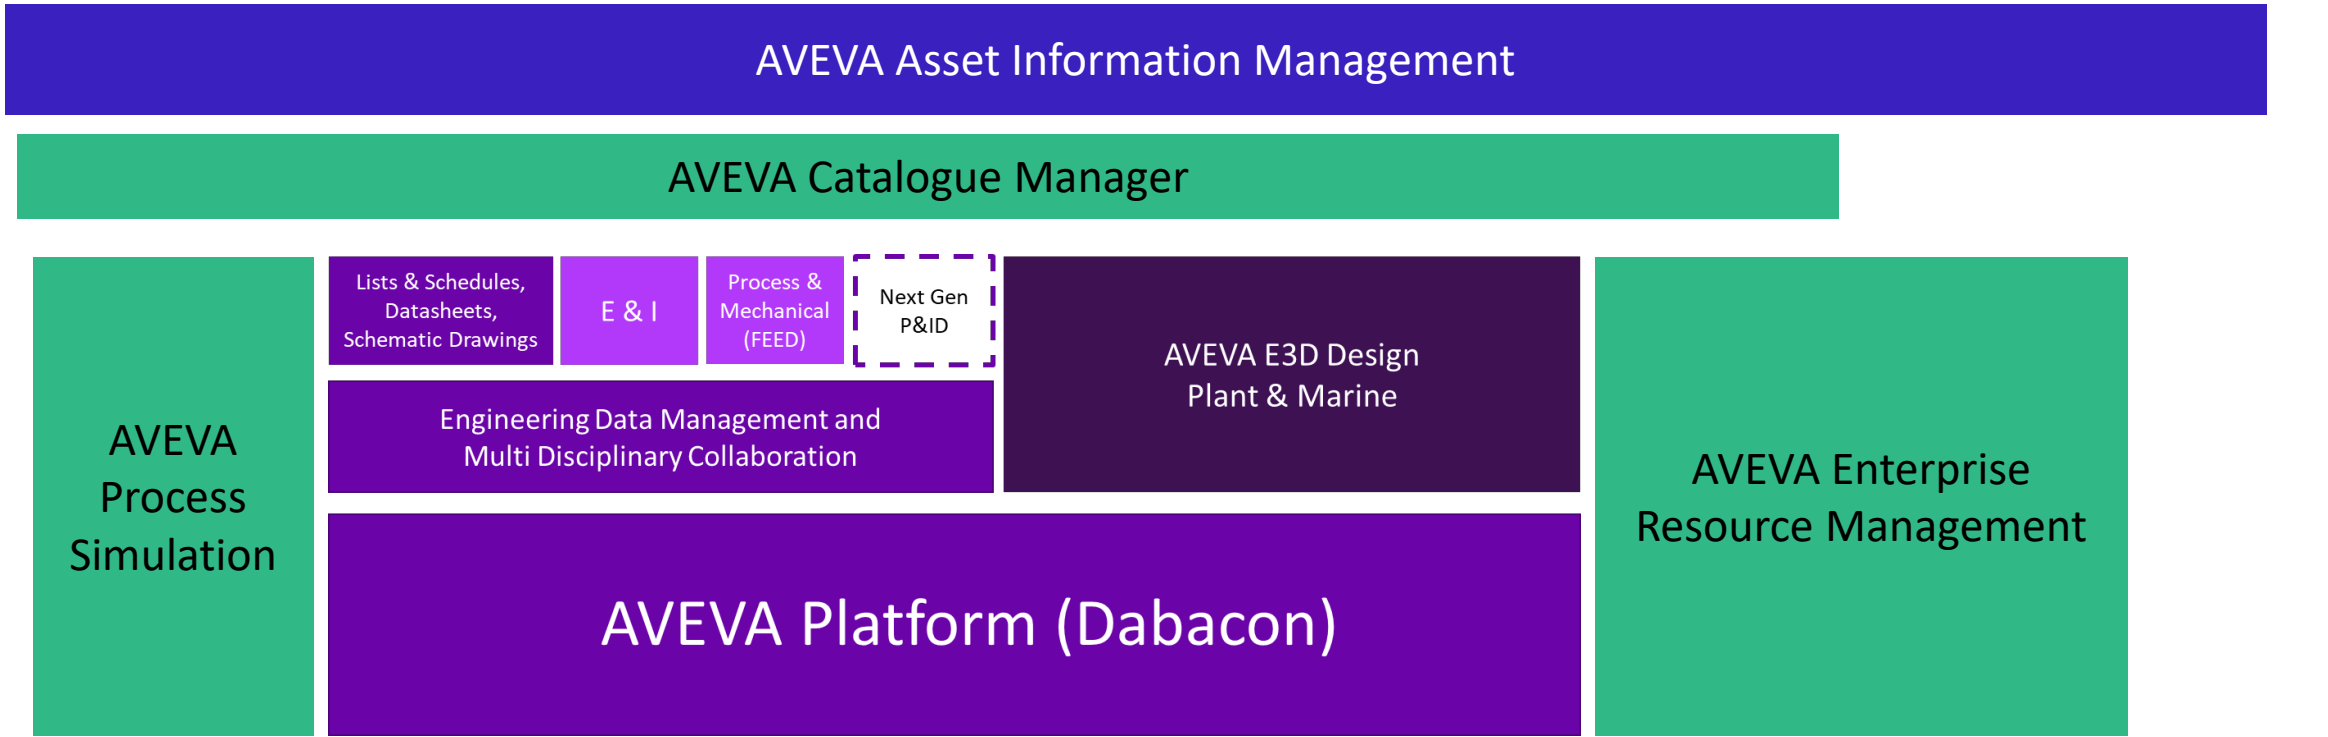 AVEVA Asset Information Management
AVEVA Catalogue Manager
AVEVA
Process
Simulation
Lists & Schedules,
Datasheets,
Schematic Drawings
E & I
Process &
Mechanical
(FEED)
Next Gen
P&ID
Engineering Data Management and
Multi Disciplinary Collaboration
AVEVA E3D Design
Plant & Marine
AVEVA Platform (Dabacon)
AVEVA Enterprise
Resource Management